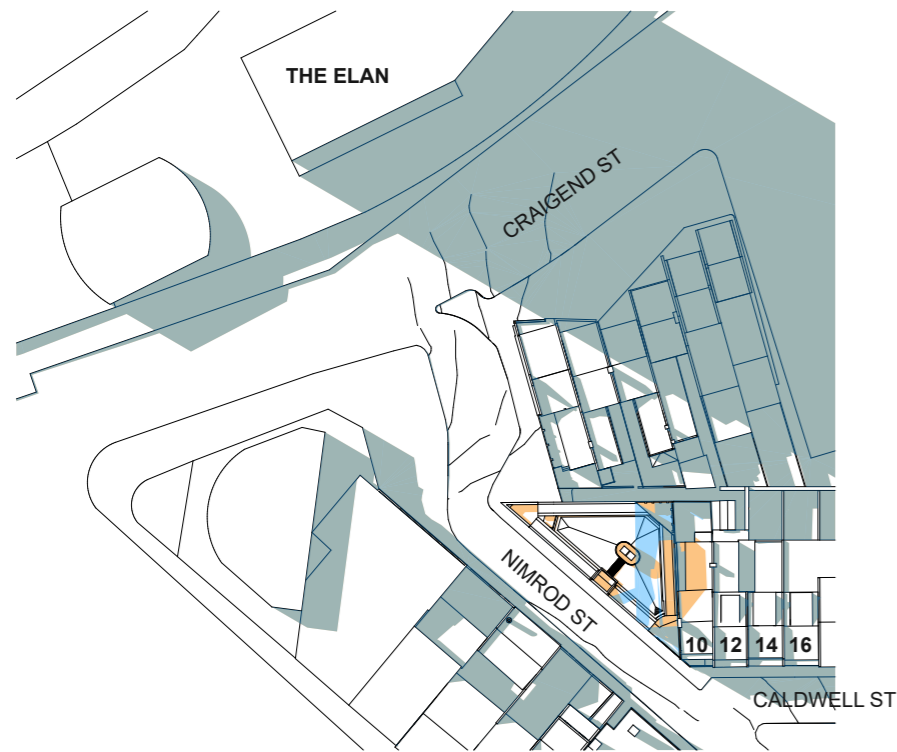 THE ELAN
CRAIGEND ST
NIMROD ST
10 12 14 16
CALDWELL ST